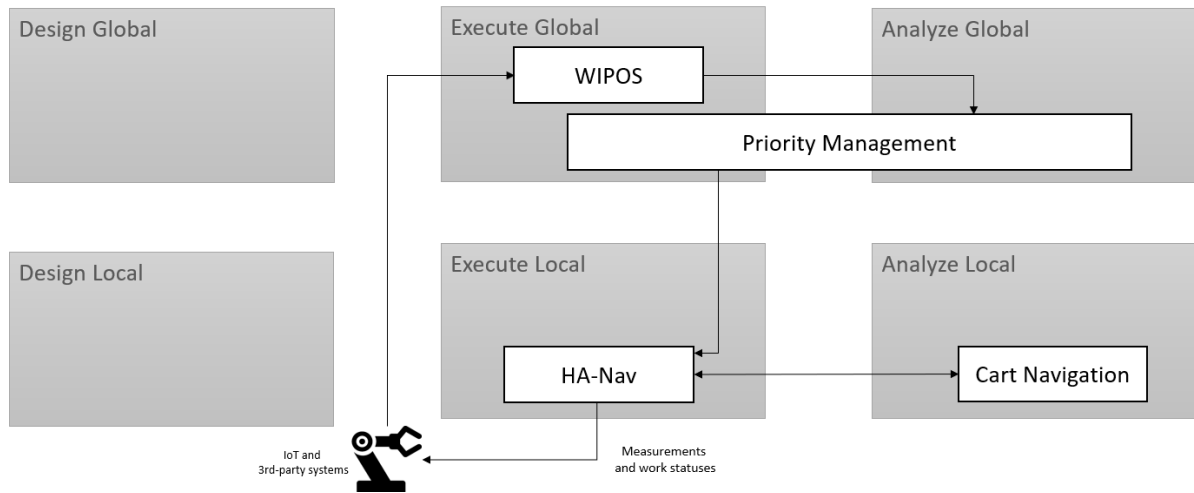 Design Global
Execute Global
Analyze Global
WIPOS
Priority Management
Design Local
Execute Local
Analyze Local
HA-Nav
Cart Navigation
IoT and
3rd-party systems
Measurements
and work statuses